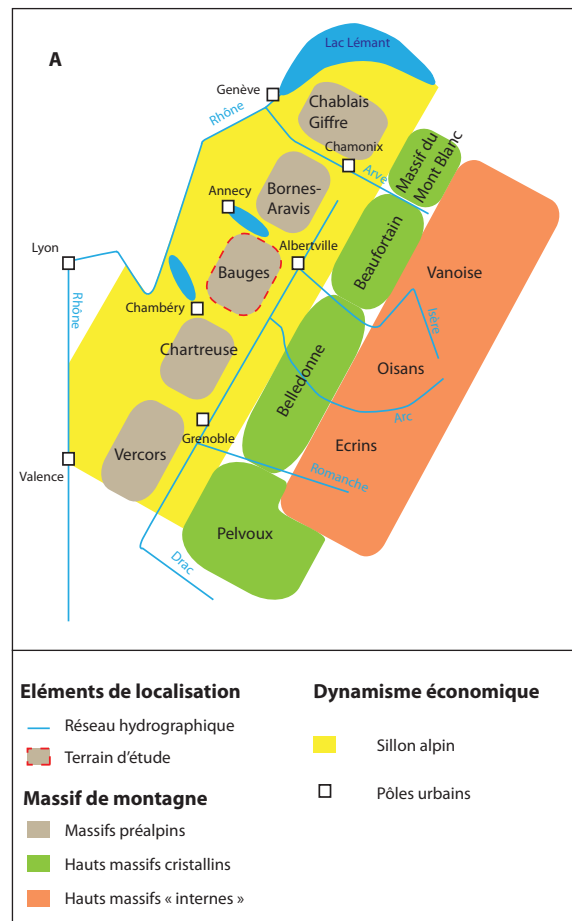 A
Lac Lémant
Genève
Rhône
Chablais
Giffre
Chamonix
Arve
Massif du
Mont Blanc
Annecy
Bornes-
Aravis
Lyon
Albertville
Beaufortain
Vanoise
Bauges
Rhône
Chambéry
Isère
Chartreuse
Oisans
Belledonne
Arc
Grenoble
Ecrins
Vercors
Valence
Romanche
Pelvoux
Drac
Eléments de localisation
Réseau hydrographique
Terrain d'étude
Massif de montagne
Massifs préalpins
Hauts massifs cristallins
Hauts massifs « internes »
Dynamisme économique
Sillon alpin
Pôles urbains